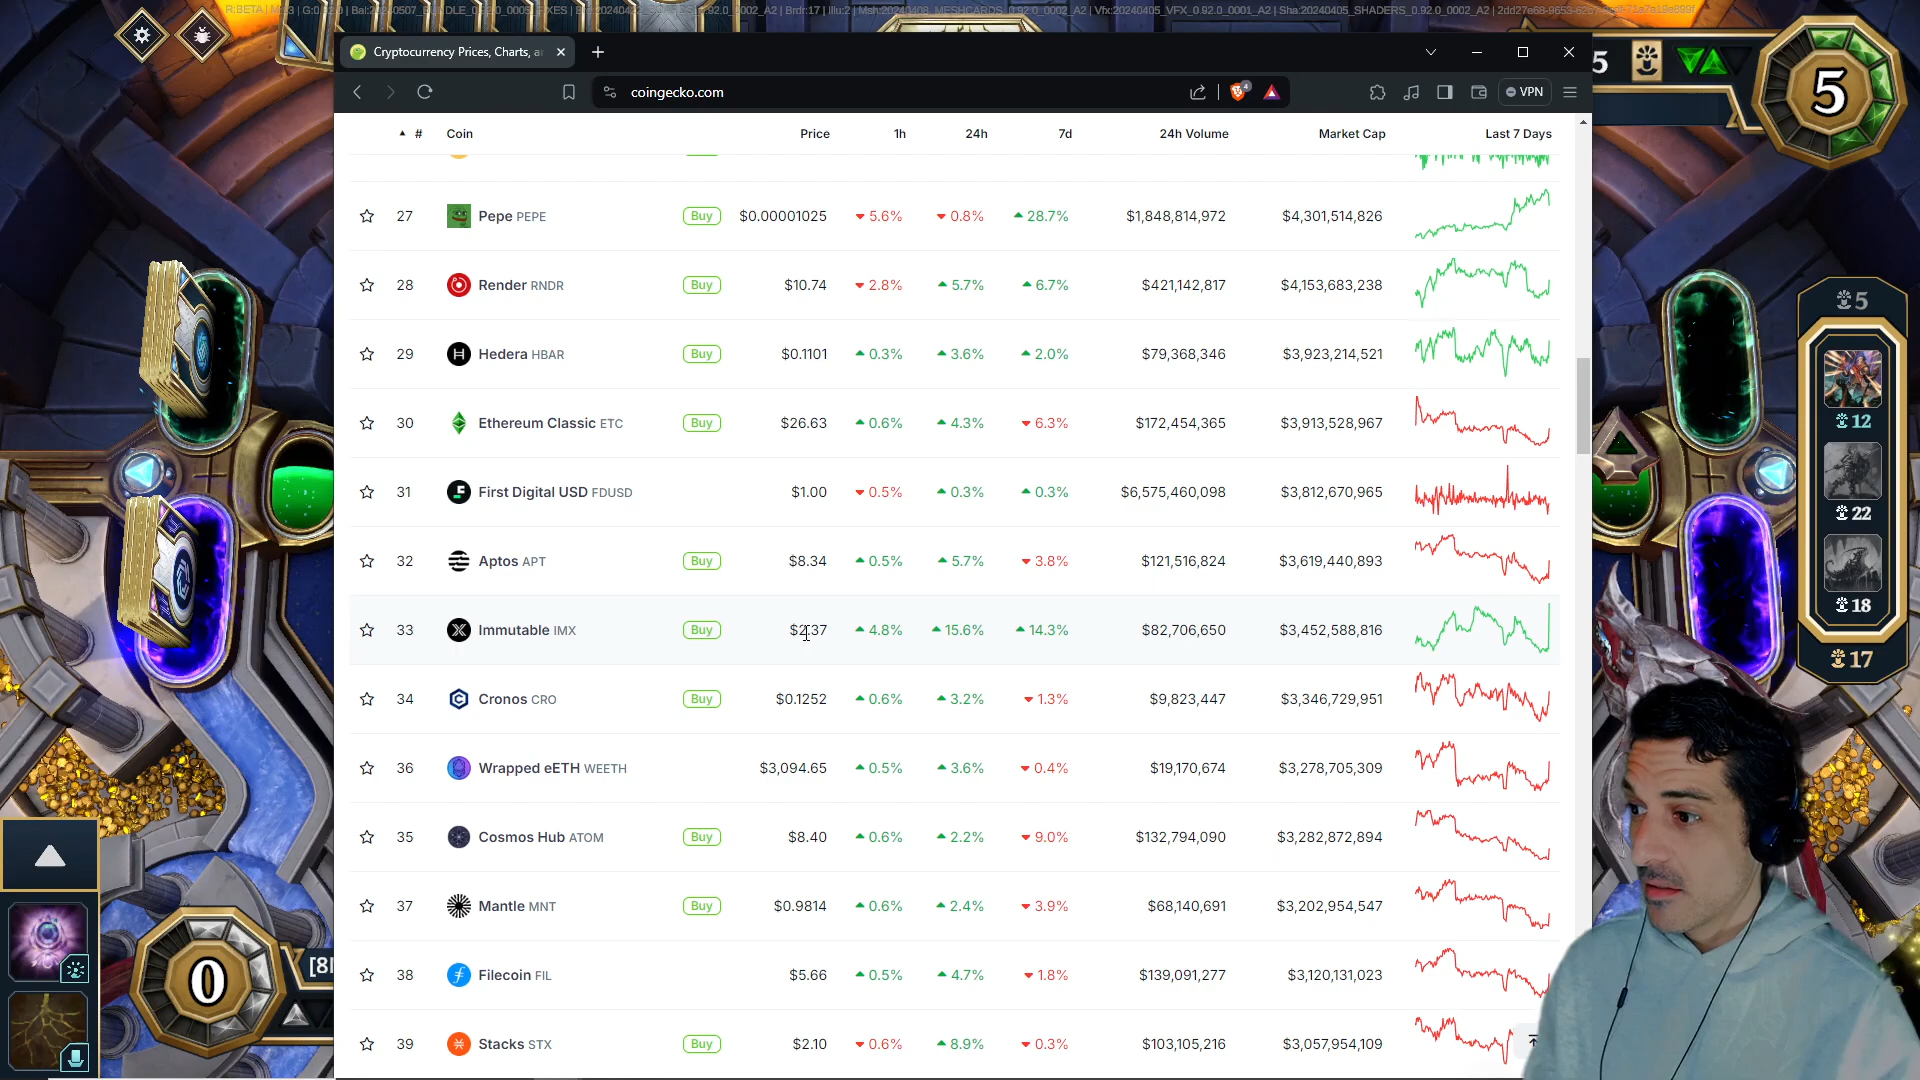 Cryptocurrency Prices, Charts, a
coingecko.com
4
VPN
# Coin Price 1h 24h 7d 24h Volume Market Cap Last 7 Days
27 Pepe PEPE Buy $0.00001025 5.6% 0.8% 28.7% $1,848,814,972 $4,301,514,826
28 Render RNDR Buy $10.74 2.8% 5.7% 6.7% $421,142,817 $4,153,683,238
29 Hedera HBAR Buy $0.1101 0.3% 3.6% 2.0% $79,368,346 $3,923,214,521
30 Ethereum Classic ETC Buy $26.63 0.6% 4.3% 6.3% $172,454,365 $3,913,528,967
31 First Digital USD FDUSD $1.00 0.5% 0.3% 0.3% $6,575,460,098 $3,812,670,965
32 Aptos APT Buy $8.34 0.5% 5.7% 3.8% $121,516,824 $3,619,440,893
33 Immutable IMX Buy $2.37 4.8% 15.6% 14.3% $82,706,650 $3,452,588,816
34 Cronos CRO Buy $0.1252 0.6% 3.2% 1.3% $9,823,447 $3,346,729,951
36 Wrapped eETH WEETH $3,094.65 0.5% 3.6% 0.4% $19,170,674 $3,278,705,309
35 Cosmos Hub ATOM Buy $8.40 0.6% 2.2% 9.0% $132,794,090 $3,282,872,894
37 Mantle MNT Buy $0.9814 0.6% 2.4% 3.9% $68,140,691 $3,202,954,547
38 Filecoin FIL Buy $5.66 0.5% 4.7% 1.8% $139,091,277 $3,120,131,023
39 Stacks STX Buy $2.10 0.6% 8.9% 0.3% $103,105,216 $3,057,954,109
5
5
5
12
22
18
17
0
[8